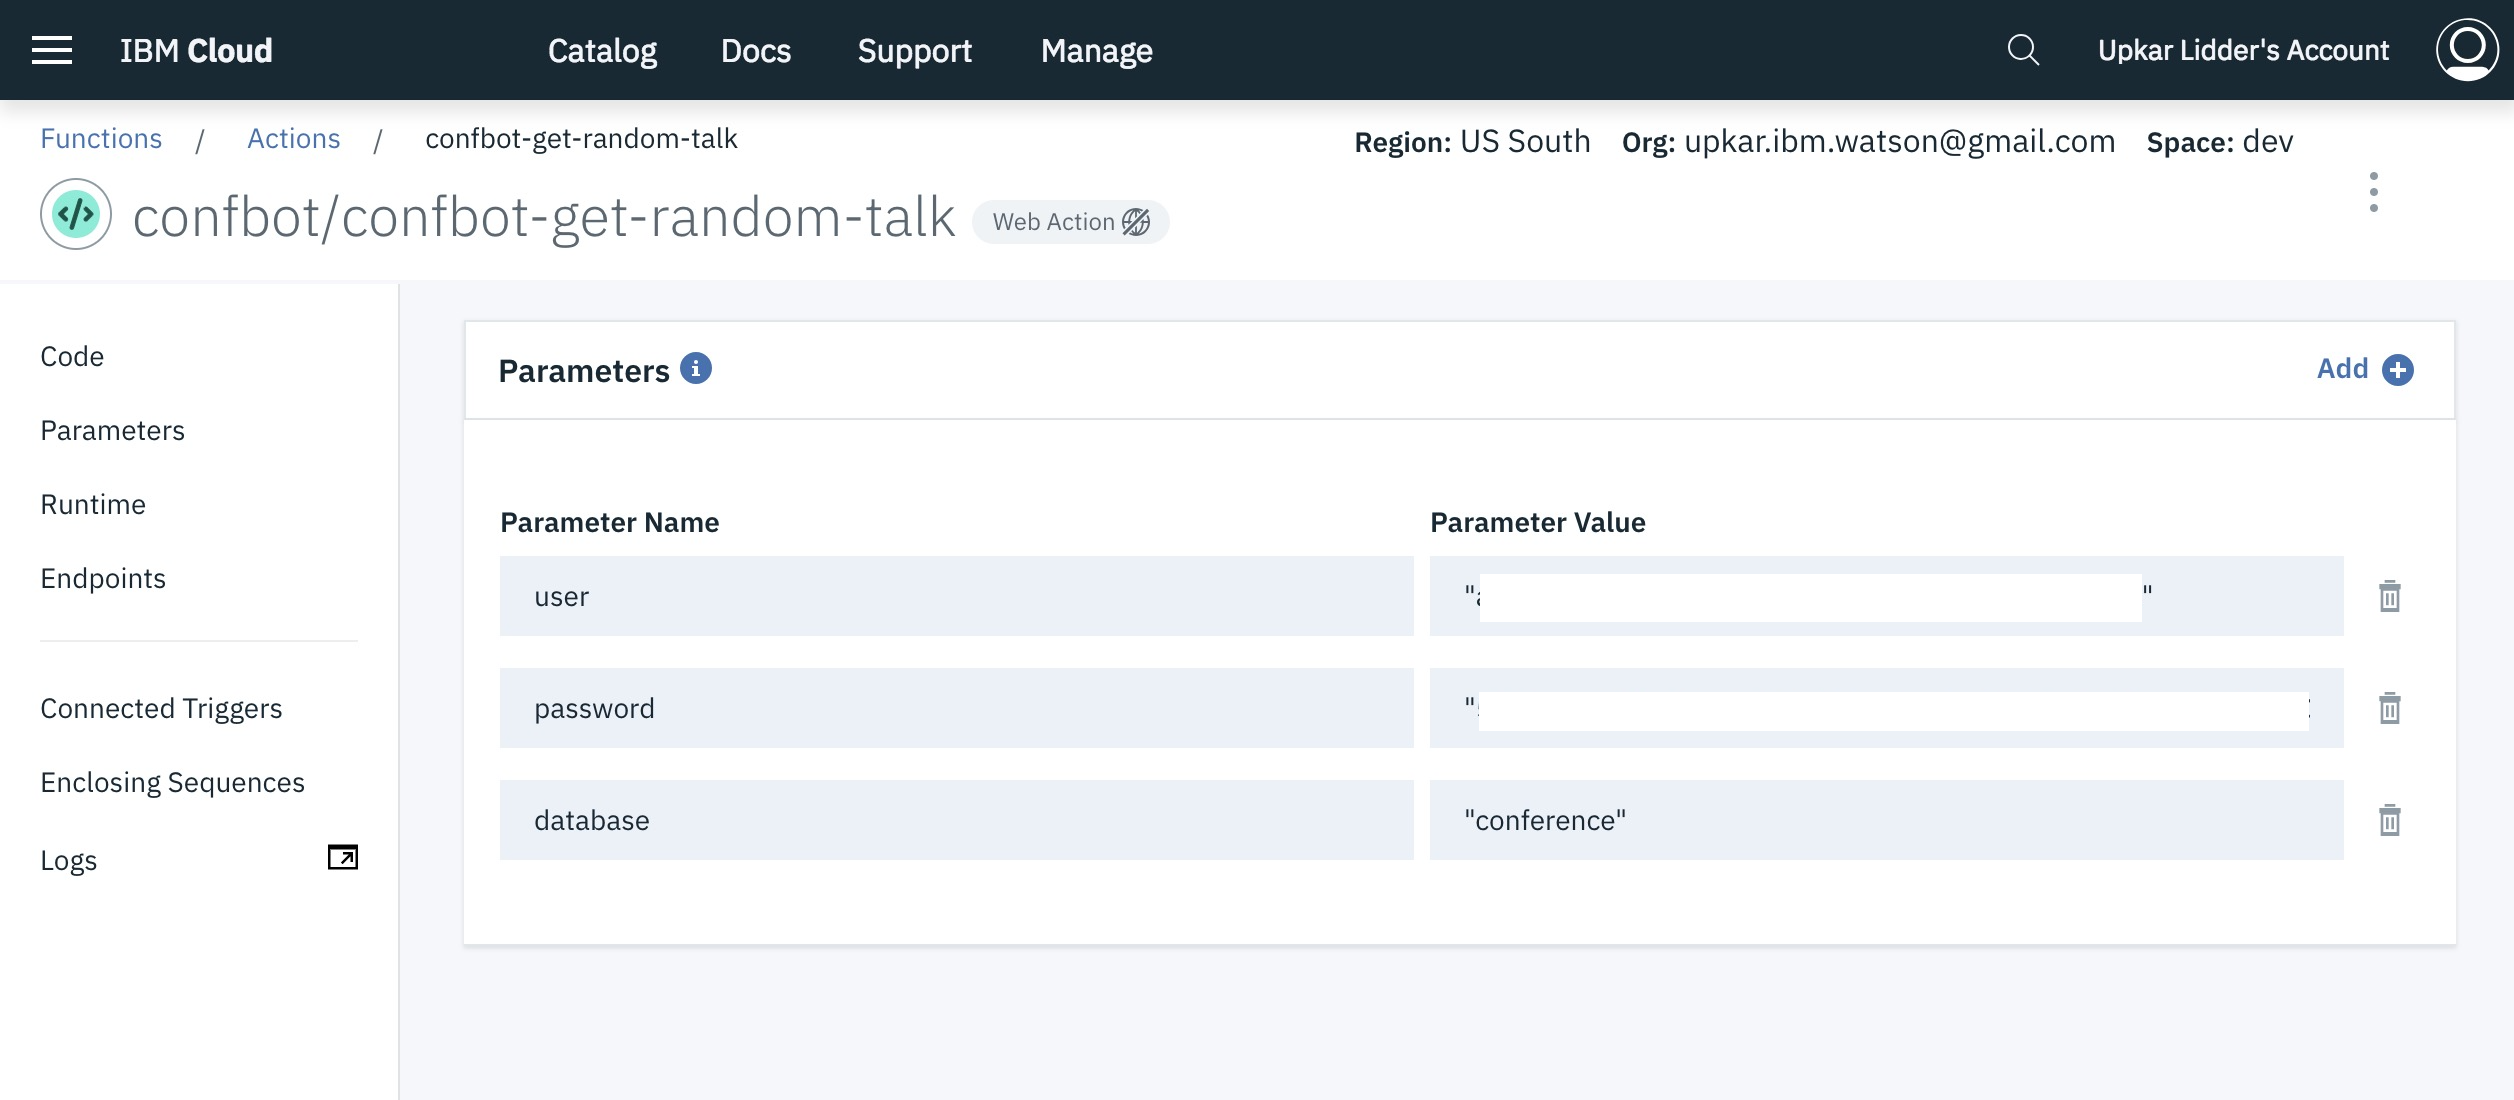 IBM Cloud Catalog Docs Support Manage Upkar Lidder's Account
Functions / Actions / confbot-get-random-talk
Region: US South Org: upkar.ibm.watson@gmail.com Space: dev
confbot/confbot-get-random-talk Web Action
Code
Parameters
Runtime
Endpoints
Connected Triggers
Enclosing Sequences
Logs
Parameters Add
Parameter Name Parameter Value
user " "
password "
database "conference"